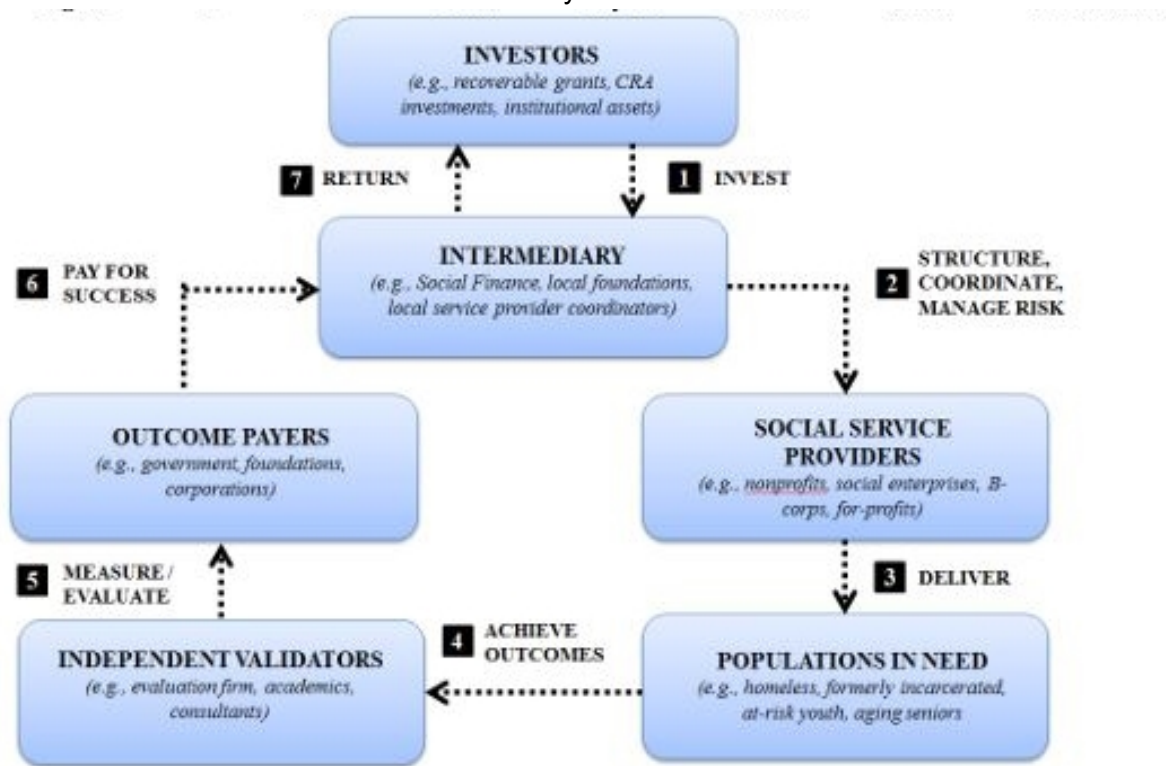 INVESTORS
(e.g., recoverable grants, CRA
investments, institutional assets)
7 RETURN
1 INVEST
INTERMEDIARY
(e.g., Social Finance, local foundations,
local service provider coordinators)
6 PAY FOR
SUCCESS
2 STRUCTURE,
COORDINATE,
MANAGE RISK
OUTCOME PAYERS
(e.g., government, foundations,
corporations)
SOCIAL SERVICE
PROVIDERS
(e.g., nonprofits, social enterprises, B-
corps, for-profits)
5 MEASURE /
EVALUATE
3 DELIVER
4 ACHIEVE
OUTCOMES
INDEPENDENT VALIDATORS
(e.g., evaluation firm, academics,
consultants)
POPULATIONS IN NEED
(e.g., homeless, formerly incarcerated,
at-risk youth, aging seniors